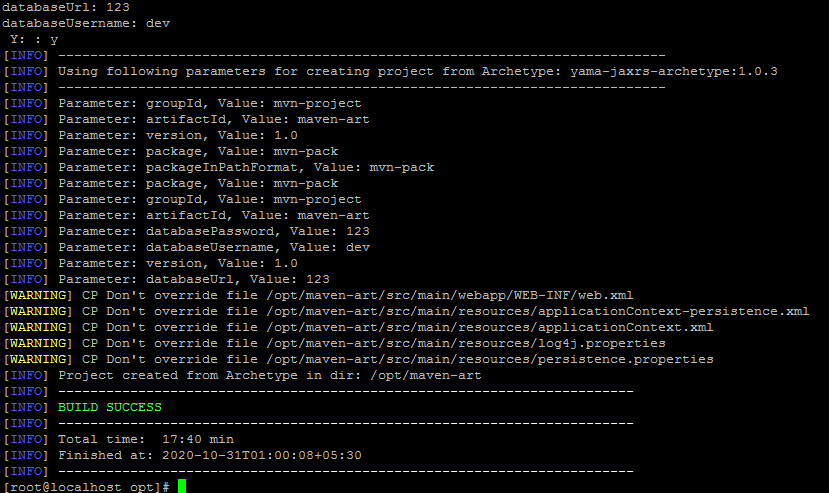 databaseUrl: 123
databaseUsername: dev
 Y: : y
[INFO] ----------------------------------------------------------------------------
[INFO] Using following parameters for creating project from Archetype: yama-jaxrs-archetype:1.0.3
[INFO] ----------------------------------------------------------------------------
[INFO] Parameter: groupId, Value: mvn-project
[INFO] Parameter: artifactId, Value: maven-art
[INFO] Parameter: version, Value: 1.0
[INFO] Parameter: package, Value: mvn-pack
[INFO] Parameter: packageInPathFormat, Value: mvn-pack
[INFO] Parameter: package, Value: mvn-pack
[INFO] Parameter: groupId, Value: mvn-project
[INFO] Parameter: artifactId, Value: maven-art
[INFO] Parameter: databasePassword, Value: 123
[INFO] Parameter: databaseUsername, Value: dev
[INFO] Parameter: version, Value: 1.0
[INFO] Parameter: databaseUrl, Value: 123
[WARNING] CP Don't override file /opt/maven-art/src/main/webapp/WEB-INF/web.xml
[WARNING] CP Don't override file /opt/maven-art/src/main/resources/applicationContext-persistence.xml
[WARNING] CP Don't override file /opt/maven-art/src/main/resources/applicationContext.xml
[WARNING] CP Don't override file /opt/maven-art/src/main/resources/log4j.properties
[WARNING] CP Don't override file /opt/maven-art/src/main/resources/persistence.properties
[INFO] Project created from Archetype in dir: /opt/maven-art
[INFO] ------------------------------------------------------------------------
[INFO] BUILD SUCCESS
[INFO] ------------------------------------------------------------------------
[INFO] Total time:  17:40 min
[INFO] Finished at: 2020-10-31T01:00:08+05:30
[INFO] ------------------------------------------------------------------------
[root@localhost opt]#